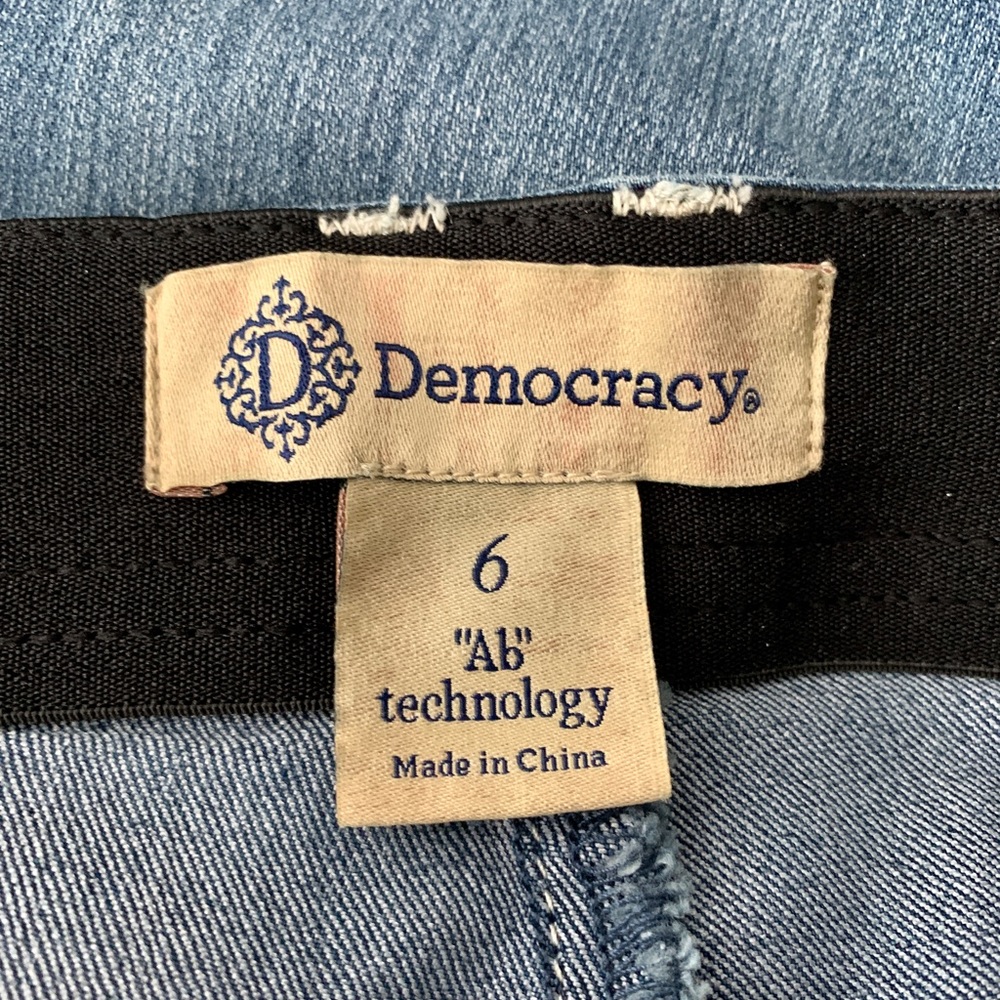 D Democracy®
6
"Ab"
technology
Made in China